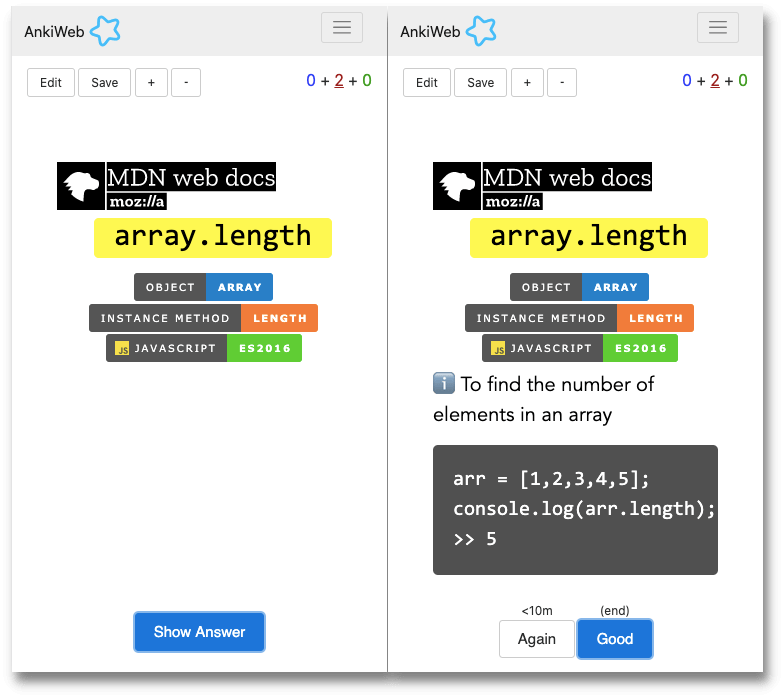 AnkiWeb
Edit Save + - 0 + 2 + 0
MDN web docs
moz://a
array.length
OBJECT ARRAY
INSTANCE METHOD LENGTH
JS JAVASCRIPT ES2016
Show Answer
AnkiWeb
Edit Save + - 0 + 2 + 0
MDN web docs
moz://a
array.length
OBJECT ARRAY
INSTANCE METHOD LENGTH
JS JAVASCRIPT ES2016
i To find the number of
elements in an array
arr = [1,2,3,4,5];
console.log(arr.length);
>> 5
<10m (end)
Again Good